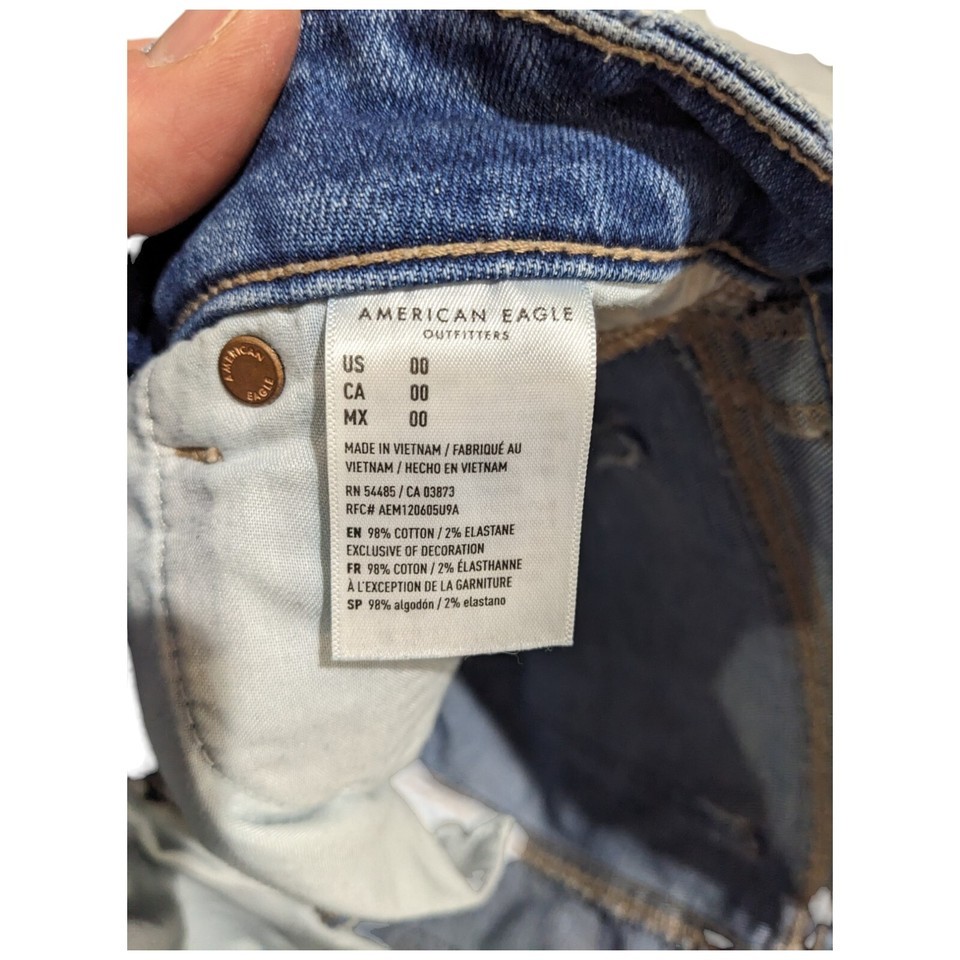 AMERICAN EAGLE
OUTFITTERS
US 00
CA 00
MX 00
MADE IN VIETNAM / FABRIQUÉ AU
VIETNAM / HECHO EN VIETNAM
RN 54485 / CA 03873
RFC# AEM120605U9A
EN 98% COTTON / 2% ELASTANE
EXCLUSIVE OF DECORATION
FR 98% COTON / 2% ÉLASTHANNE
À L'EXCEPTION DE LA GARNITURE
SP 98% algodón / 2% elastano
AMERICAN
EAGLE